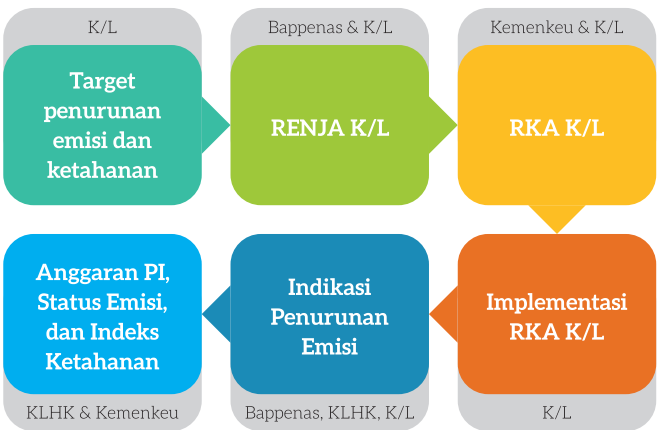 K/L
Target
penurunan
emisi dan
ketahanan
Bappenas & K/L
RENJA K/L
Kemenkeu & K/L
RKA K/L
Implementasi
RKA K/L
K/L
Indikasi
Penurunan
Emisi
Bappenas, KLHK, K/L
Anggaran PI,
Status Emisi,
dan Indeks
Ketahanan
KLHK & Kemenkeu